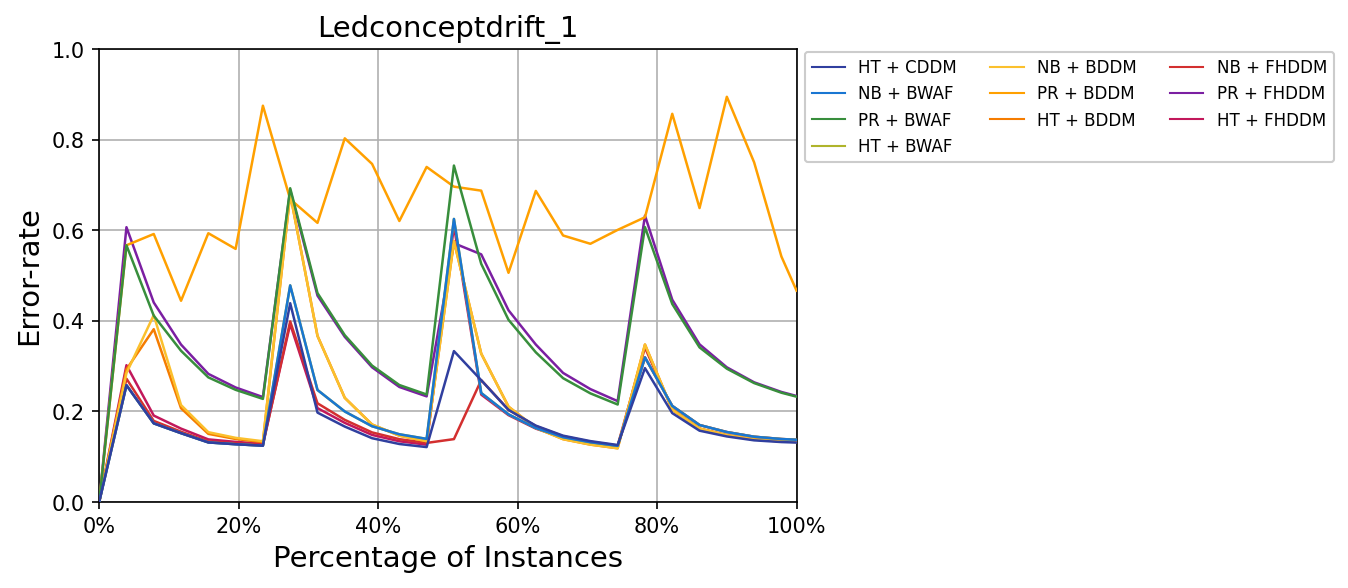 Ledconceptdrift_1
1.0
0.8
0.6
0.4
0.2
0.0
Error-rate
0% 20% 40% 60% 80% 100%
Percentage of Instances
HT + CDDM NB + BDDM NB + FHDDM
NB + BWAF PR + BDDM PR + FHDDM
PR + BWAF HT + BDDM HT + FHDDM
HT + BWAF